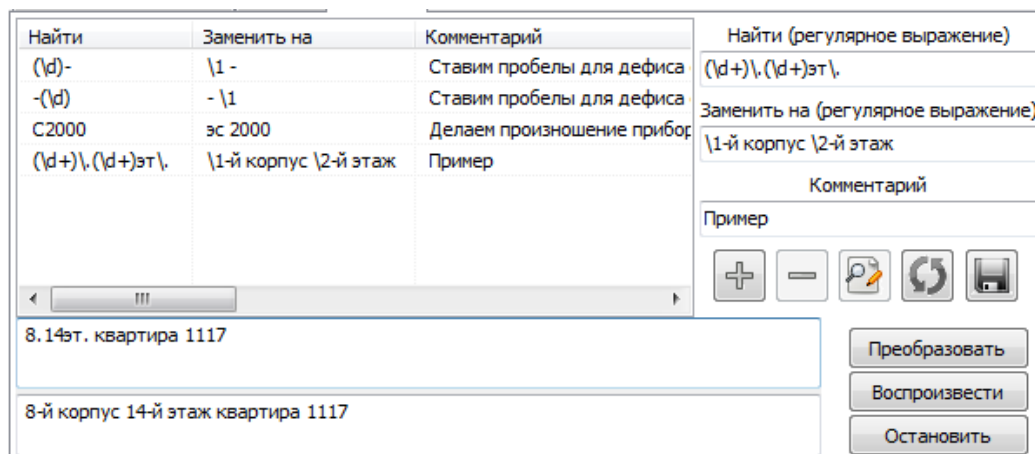 Найти Заменить на Комментарий
(\d)- \1 - Ставим пробелы для дефиса
-(\d) - \1 Ставим пробелы для дефиса
С2000 эс 2000 Делаем произношение прибор
(\d+)\.(\d+)эт\. \1-й корпус \2-й этаж Пример
Найти (регулярное выражение)
(\d+)\.(\d+)эт\.
Заменить на (регулярное выражение)
\1-й корпус \2-й этаж
Комментарий
Пример
8.14эт. квартира 1117
8-й корпус 14-й этаж квартира 1117
Преобразовать
Воспроизвести
Остановить